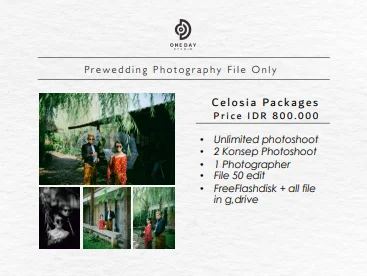 ONEDAY
STUDIO
Prewedding Photography File Only
Celosia Packages
Price IDR 800.000
• Unlimited photoshoot
• 2 Konsep Photoshoot
• 1 Photographer
• File 50 edit
• FreeFlashdisk + all file
in g,drive